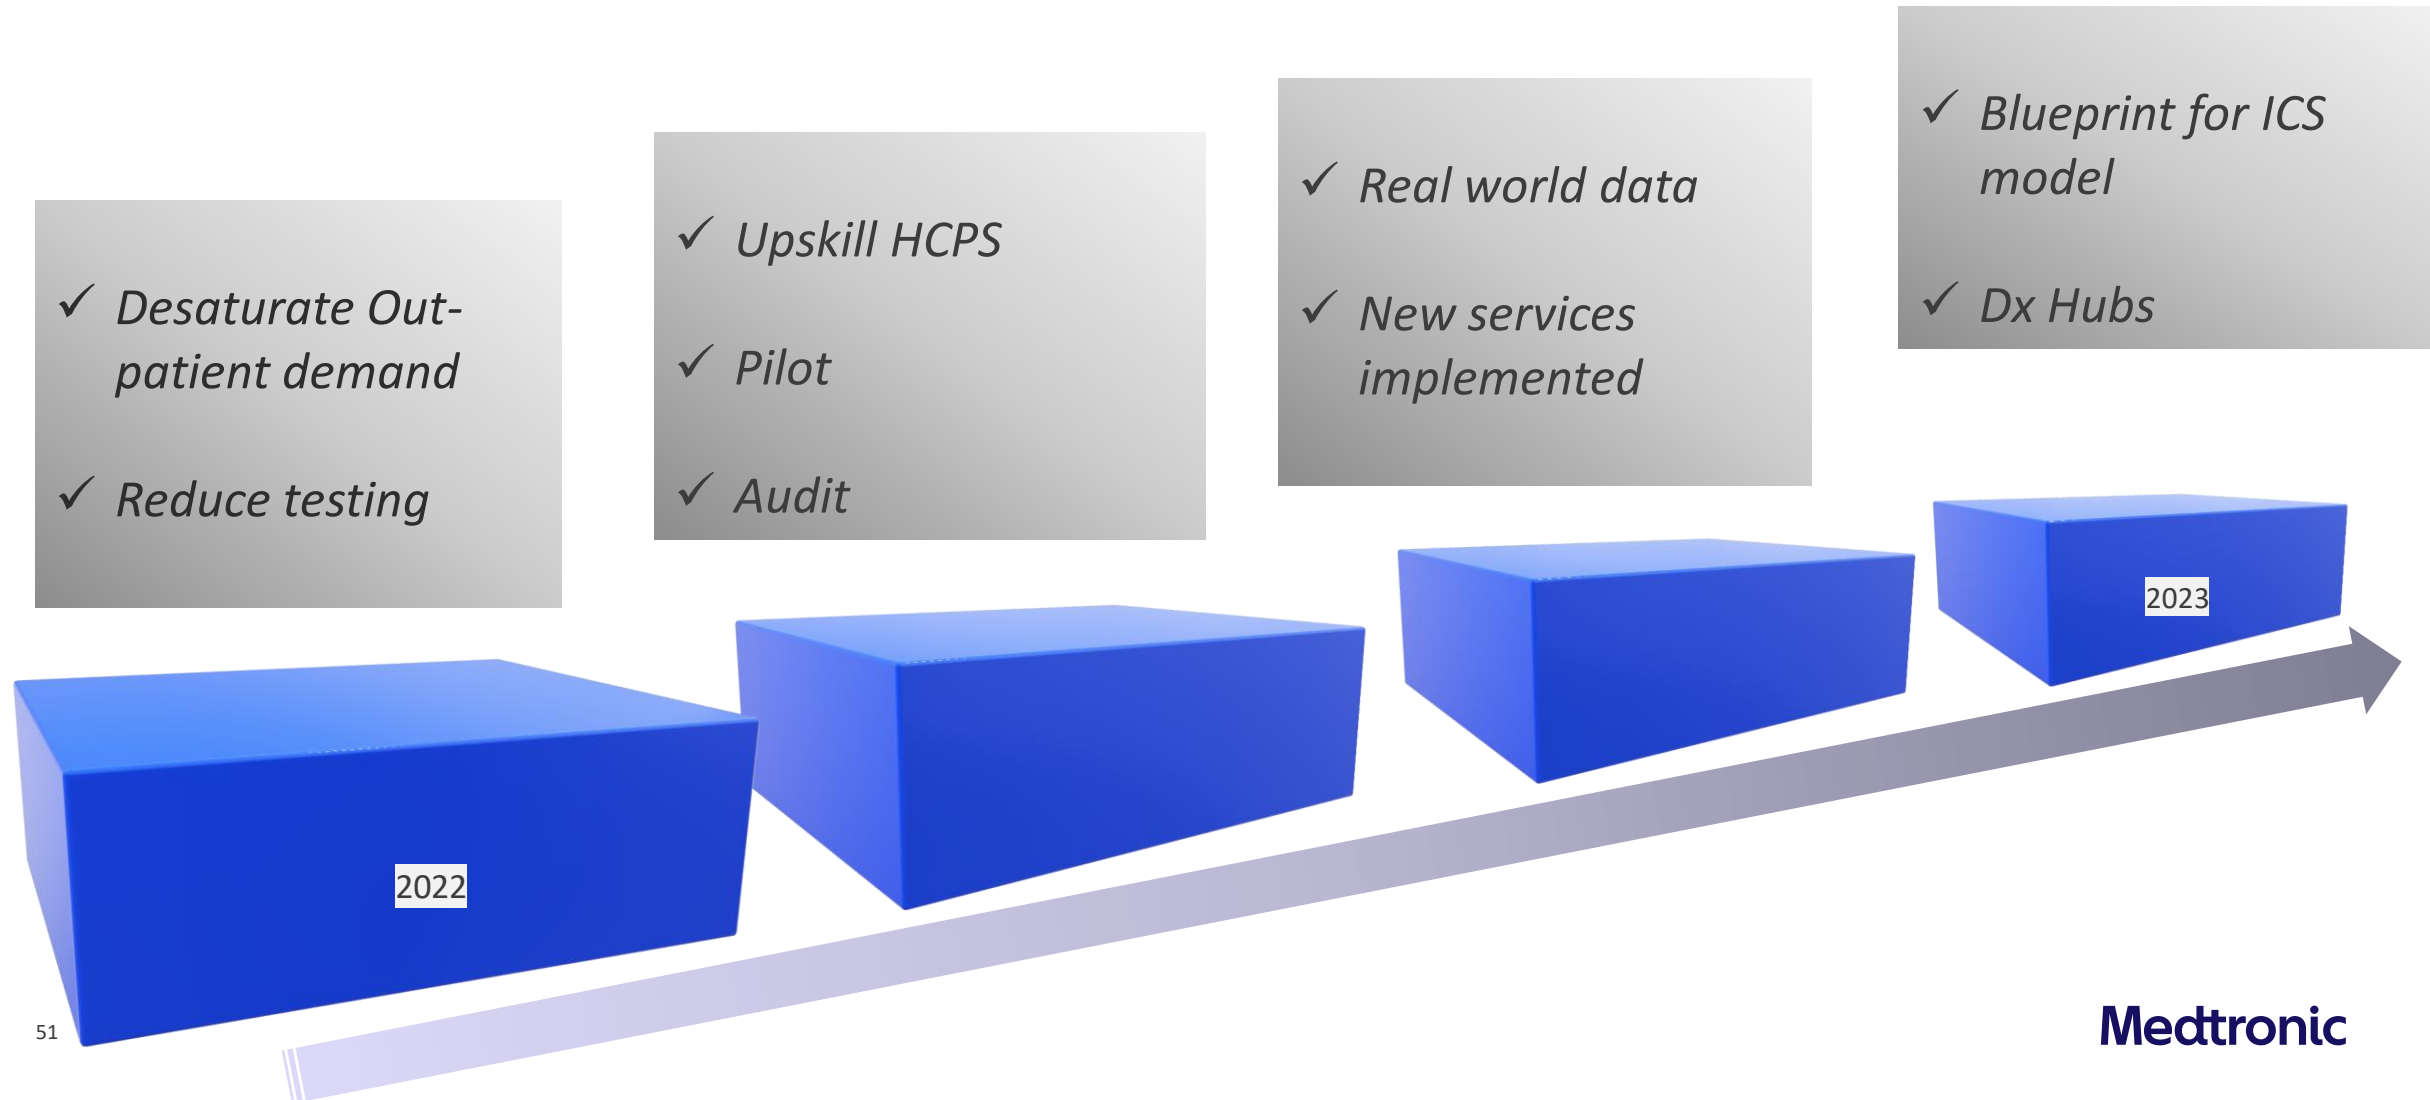 ✓ Desaturate Out-
patient demand
✓ Reduce testing
✓ Upskill HCPS
✓ Pilot
✓ Audit
✓ Real world data
✓ New services
implemented
✓ Blueprint for ICS
model
✓ Dx Hubs
2022
2023
51
Medtronic